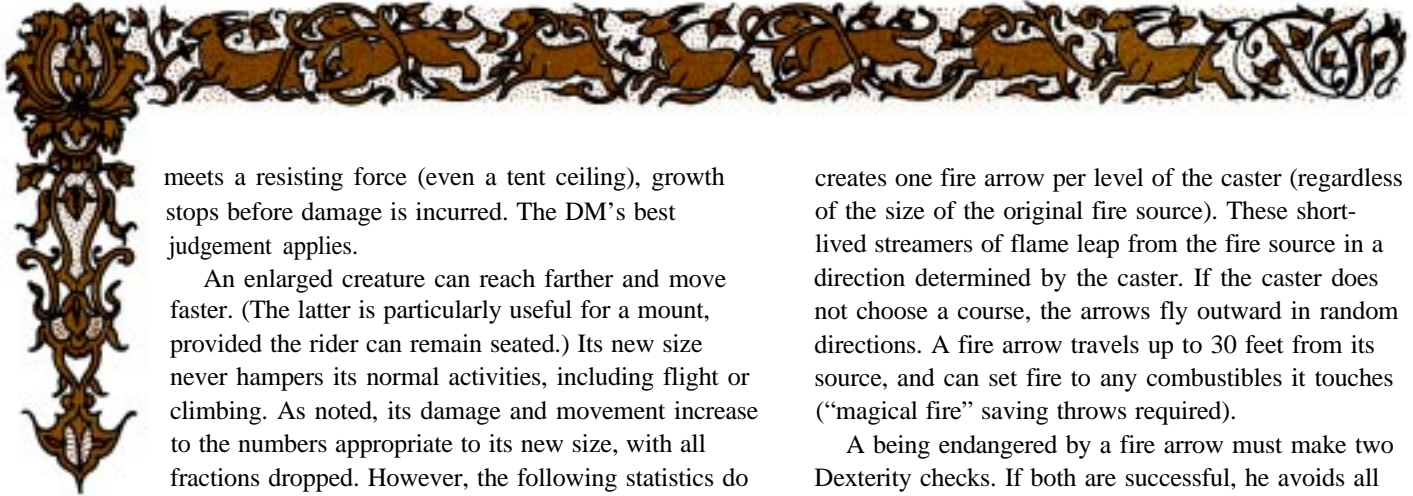 meets a resisting force (even a tent ceiling), growth
stops before damage is incurred. The DM’s best
judgement applies.
An enlarged creature can reach farther and move
faster. (The latter is particularly useful for a mount,
provided the rider can remain seated.) Its new size
never hampers its normal activities, including flight or
climbing. As noted, its damage and movement increase
to the numbers appropriate to its new size, with all
fractions dropped. However, the following statistics do
creates one fire arrow per level of the caster (regardless
of the size of the original fire source). These short-
lived streamers of flame leap from the fire source in a
direction determined by the caster. If the caster does
not choose a course, the arrows fly outward in random
directions. A fire arrow travels up to 30 feet from its
source, and can set fire to any combustibles it touches
(“magical fire” saving throws required).
A being endangered by a fire arrow must make two
Dexterity checks. If both are successful, he avoids all